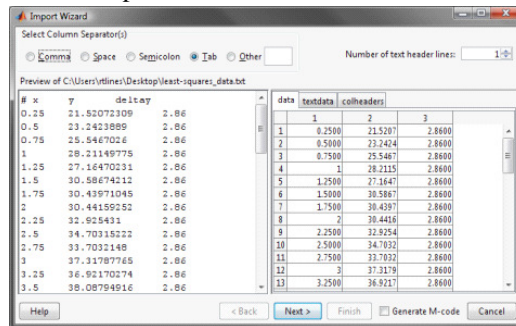 Import Wizard
Select Column Separator(s)
Comma Space Semicolon Tab Other
Number of text header lines: 1
Preview of C:\Users\rtlines\Desktop\least-squares_data.txt
# x y deltay
0.25 21.52072309 2.86
0.5 23.2423889 2.86
0.75 25.5467026 2.86
1 28.21149775 2.86
1.25 27.16470231 2.86
1.5 30.58674212 2.86
1.75 30.43971045 2.86
2 30.44159252 2.86
2.25 32.925431 2.86
2.5 34.70315222 2.86
2.75 33.7032148 2.86
3 37.31787765 2.86
3.25 36.92170274 2.86
3.5 38.08794916 2.86
data textdata colheaders
1 2 3
1 0.2500 21.5207 2.8600
2 0.5000 23.2424 2.8600
3 0.7500 25.5467 2.8600
4 1 28.2115 2.8600
5 1.2500 27.1647 2.8600
6 1.5000 30.5867 2.8600
7 1.7500 30.4397 2.8600
8 2 30.4416 2.8600
9 2.2500 32.9254 2.8600
10 2.5000 34.7032 2.8600
11 2.7500 33.7032 2.8600
12 3 37.3179 2.8600
13 3.2500 36.9217 2.8600
Help < Back Next > Finish Generate M-code Cancel